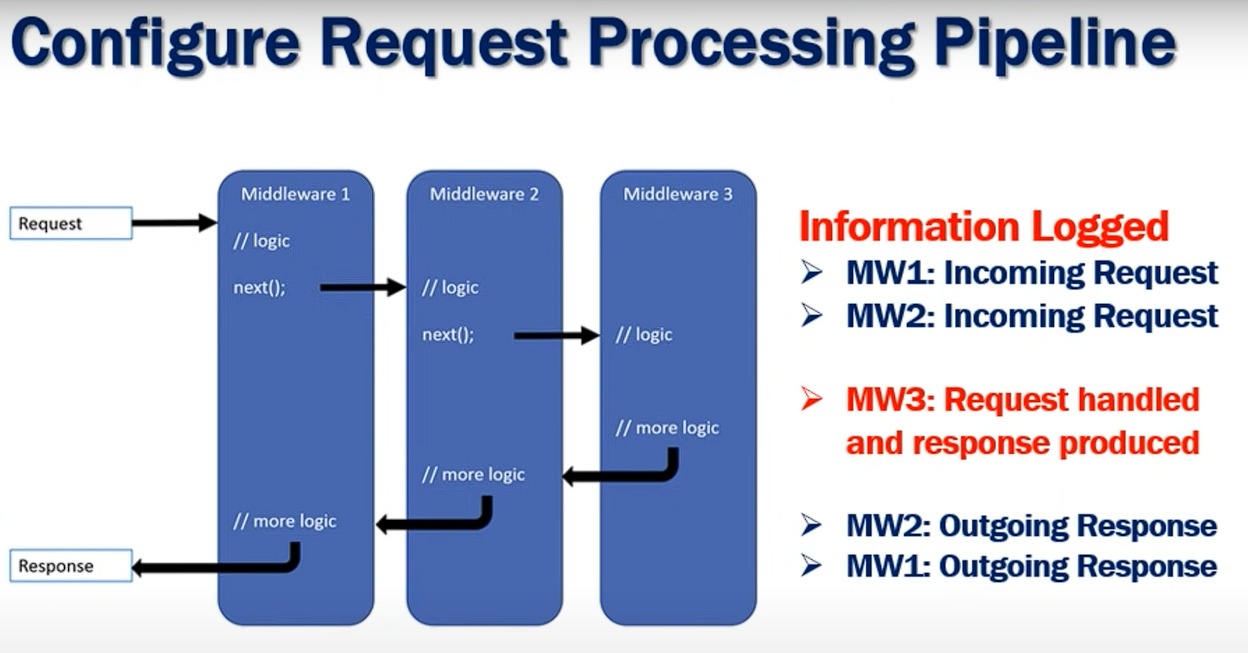 Configure Request Processing Pipeline
Request
Middleware 1
// logic
next();
// more logic
Middleware 2
// logic
next();
// more logic
Middleware 3
// logic
// more logic
Response
Information Logged
➢ MW1: Incoming Request
➢ MW2: Incoming Request
➢ MW3: Request handled
and response produced
➢ MW2: Outgoing Response
➢ MW1: Outgoing Response